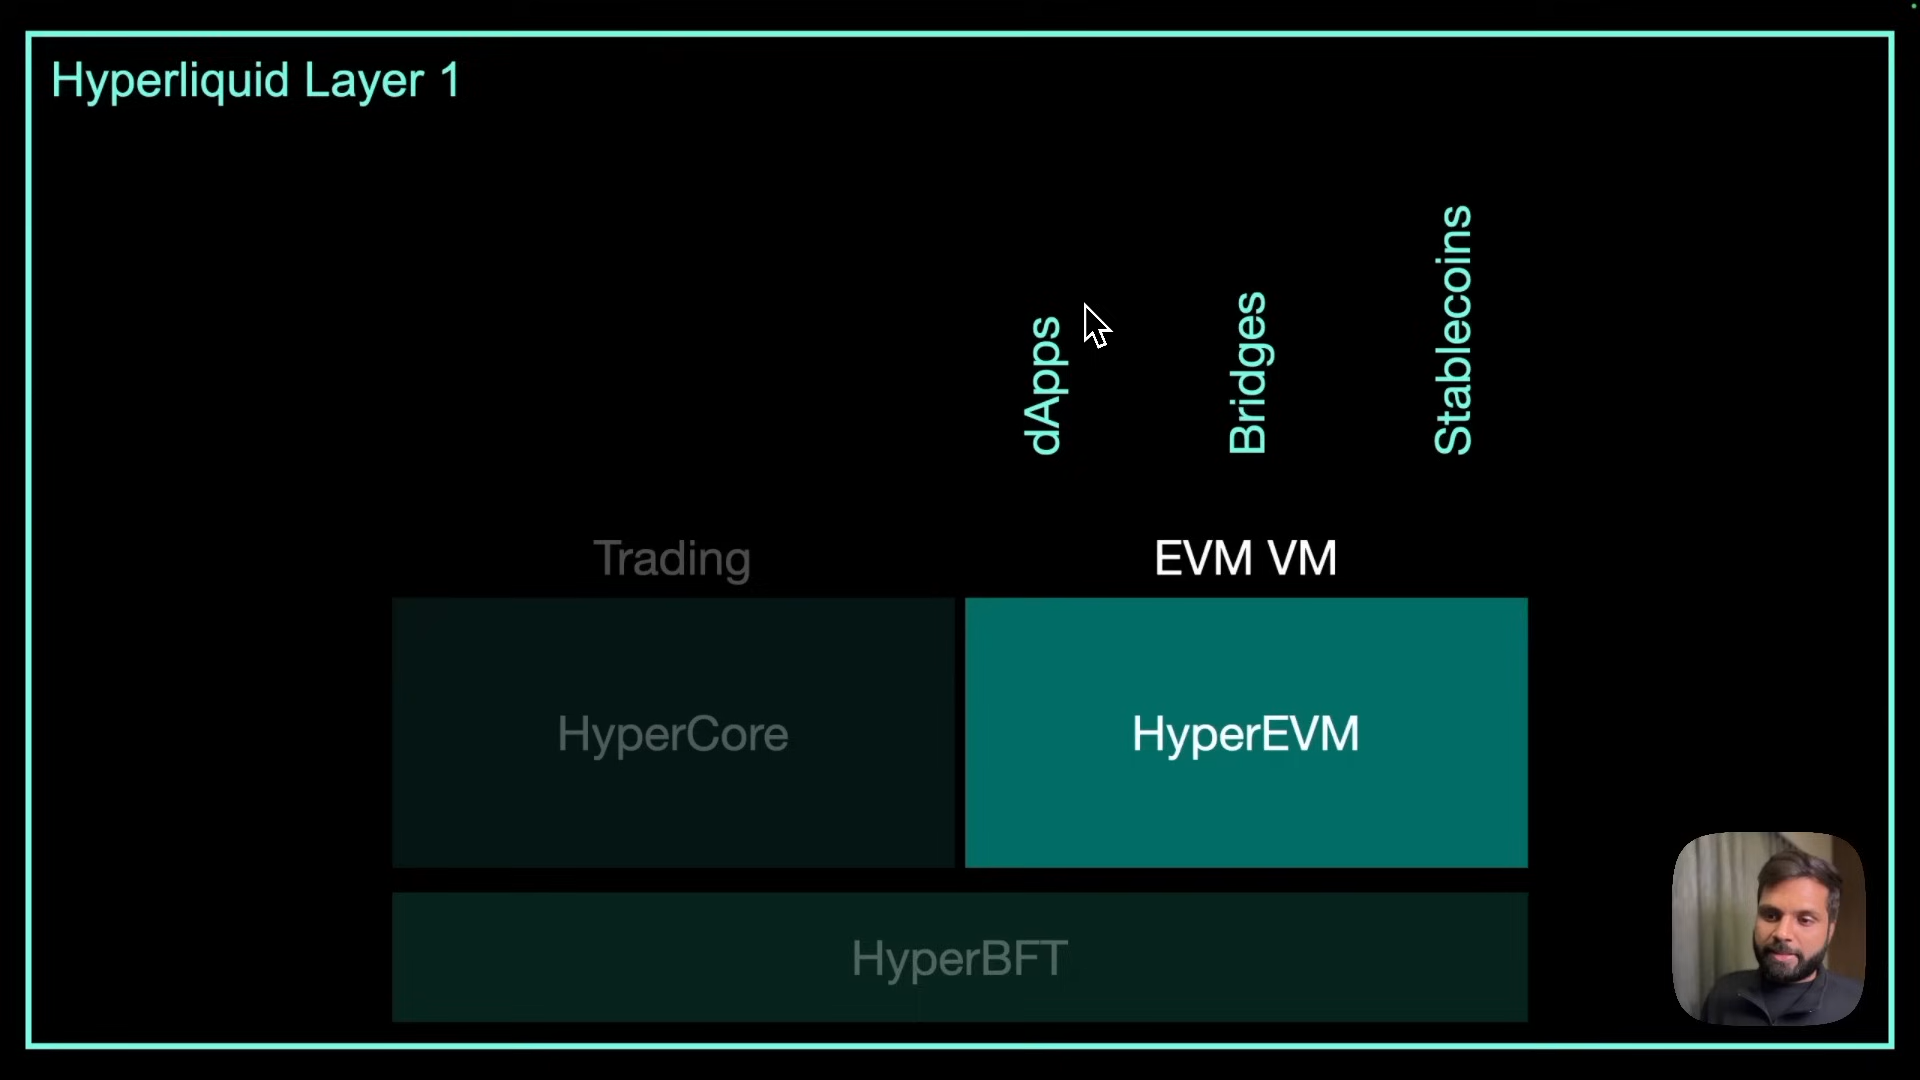 Hyperliquid Layer 1
dApps
Bridges
Stablecoins
Trading
EVM VM
HyperCore
HyperEVM
HyperBFT